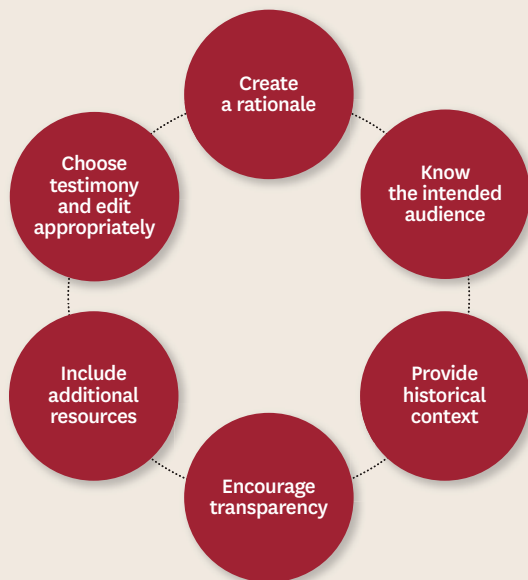 Create
a rationale
Know
the intended
audience
Provide
historical
context
Encourage
transparency
Include
additional
resources
Choose
testimony
and edit
appropriately